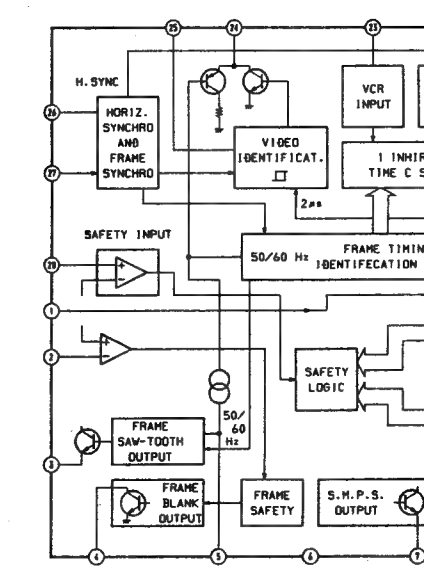 25
24
23
H.SYNC
26
HORIZ.
SYNCHRO
AND
FRAME
SYNCHRO
VCR
INPUT
VIDEO
IDENTIFICAT.
27
1 INHIR
TIME C S
2µs
SAFETY INPUT
50/60 Hz
FRAME TIMIN
IDENTIFECATION
28
+
-
1
+
-
2
SAFETY
LOGIC
50/
60
Hz
FRAME
SAW-TOOTH
OUTPUT
3
FRAME
BLANK
OUTPUT
FRAME
SAFETY
S.M.P.S.
OUTPUT
4
5
6
7